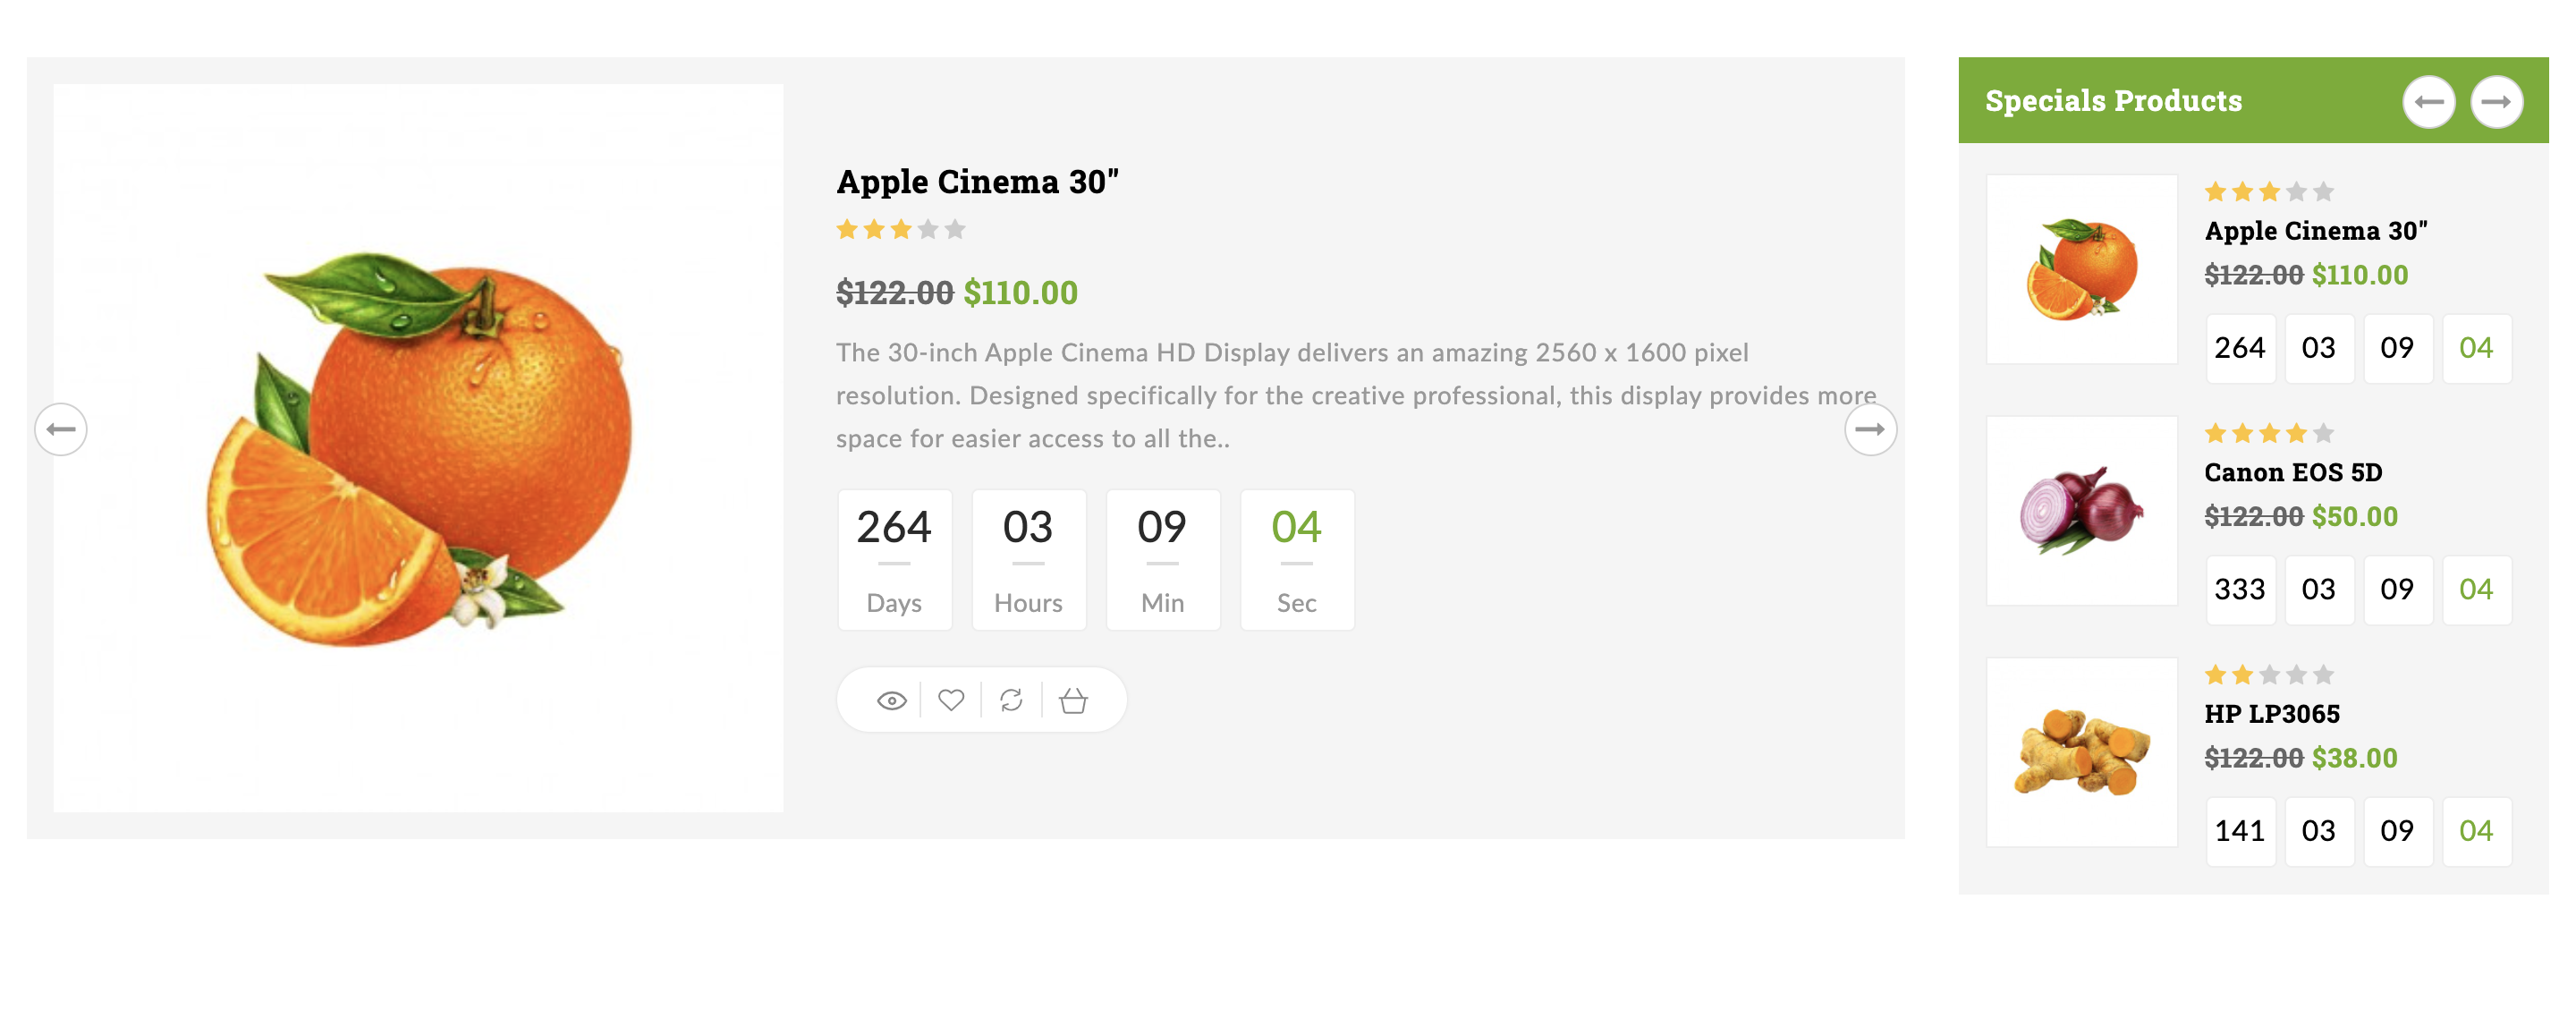 Apple Cinema 30"
$122.00 $110.00
The 30-inch Apple Cinema HD Display delivers an amazing 2560 x 1600 pixel
resolution. Designed specifically for the creative professional, this display provides more
space for easier access to all the..
264 03 09 04
Days Hours Min Sec
Specials Products
Apple Cinema 30"
$122.00 $110.00
264 03 09 04
Canon EOS 5D
$122.00 $50.00
333 03 09 04
HP LP3065
$122.00 $38.00
141 03 09 04